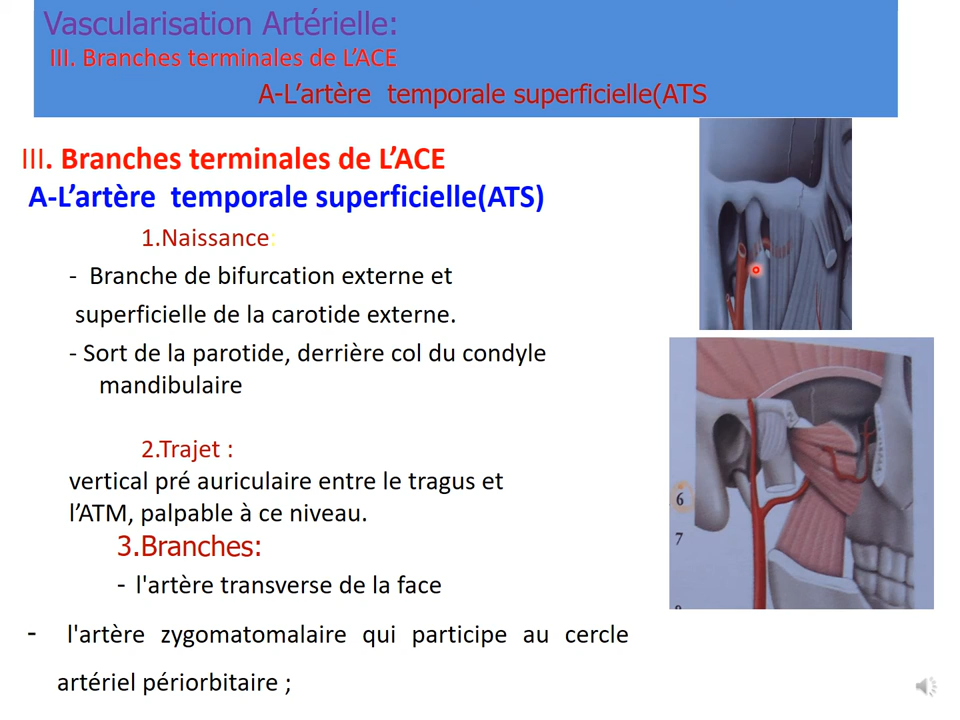 Vascularisation Artérielle:
III. Branches terminales de L’ACE
A-L’artère temporale superficielle(ATS
III. Branches terminales de L’ACE
A-L’artère temporale superficielle(ATS)
1.Naissance:
- Branche de bifurcation externe et
superficielle de la carotide externe.
- Sort de la parotide, derrière col du condyle
mandibulaire
2.Trajet :
vertical pré auriculaire entre le tragus et
l’ATM, palpable à ce niveau.
3.Branches:
- l'artère transverse de la face
- l'artère zygomatomalaire qui participe au cercle
artériel périorbitaire ;
6
7